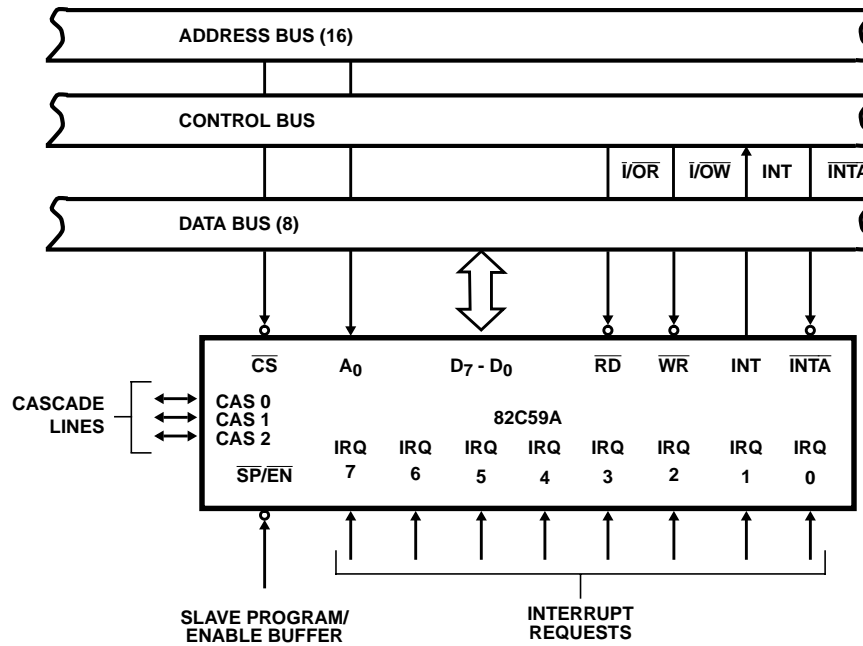 ADDRESS BUS (16)
CONTROL BUS
I/OR I/OW INT INTA
DATA BUS (8)
CS A0 D7 - D0 RD WR INT INTA
CASCADE
LINES
CAS 0
CAS 1
CAS 2
82C59A
IRQ IRQ IRQ IRQ IRQ IRQ IRQ IRQ
SP/EN 7 6 5 4 3 2 1 0
SLAVE PROGRAM/
ENABLE BUFFER
INTERRUPT
REQUESTS